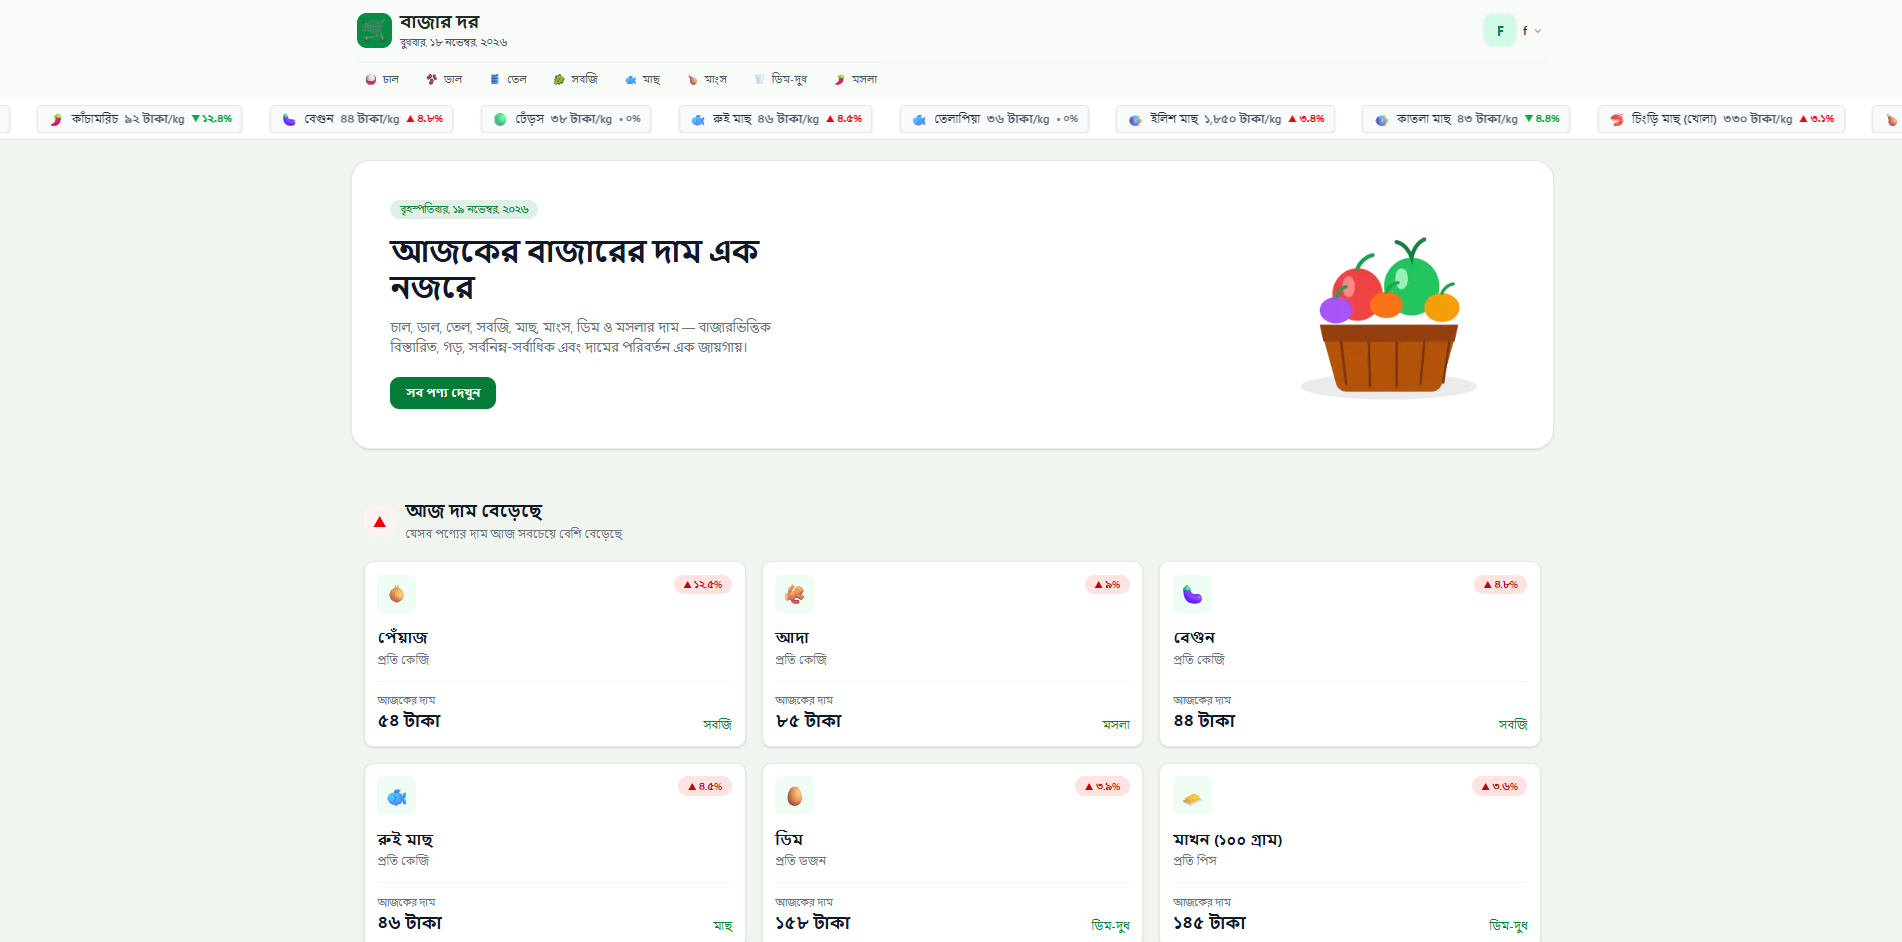 বাজার দর
বুধবার, ১৮ নভেম্বর, ২০২৬
F f
চাল ডাল তেল সবজি মাছ মাংস ডিম-দুধ মসলা
কাঁচামরিচ ৯২ টাকা/kg ▼ ১২.৪% বেগুন ৪৪ টাকা/kg ▲ ৪.৮% ঢেঁড়স ৩৮ টাকা/kg • ০% রুই মাছ ৪৬ টাকা/kg ▲ ৪.৫% তেলাপিয়া ৩৬ টাকা/kg • ০% ইলিশ মাছ ১,৮৫০ টাকা/kg ▲ ৩.৪% কাতলা মাছ ৪৩ টাকা/kg ▼ ৪.৪% চিংড়ি মাছ (খোলা) ৩৩০ টাকা/kg ▲ ৩.১%
বৃহস্পতিবার, ১৯ নভেম্বর, ২০২৬
আজকের বাজারের দাম এক
নজরে
চাল, ডাল, তেল, সবজি, মাছ, মাংস, ডিম ও মসলার দাম — বাজারভিত্তিক
বিস্তারিত, গড়, সর্বনিম্ন-সর্বাধিক এবং দামের পরিবর্তন এক জায়গায়।
সব পণ্য দেখুন
আজ দাম বেড়েছে
যেসব পণ্যের দাম আজ সবচেয়ে বেশি বেড়েছে
▲ ১২.৫%
পেঁয়াজ
প্রতি কেজি
আজকের দাম
৫৪ টাকা
সবজি
▲ ৯%
আদা
প্রতি কেজি
আজকের দাম
৮৫ টাকা
মসলা
▲ ৪.৮%
বেগুন
প্রতি কেজি
আজকের দাম
৪৪ টাকা
সবজি
▲ ৪.৫%
রুই মাছ
প্রতি কেজি
আজকের দাম
৪৬ টাকা
মাছ
▲ ৩.৯%
ডিম
প্রতি ডজন
আজকের দাম
১৫৮ টাকা
ডিম-দুধ
▲ ৩.৬%
মাখন (১০০ গ্রাম)
প্রতি পিস
আজকের দাম
১৪৫ টাকা
ডিম-দুধ